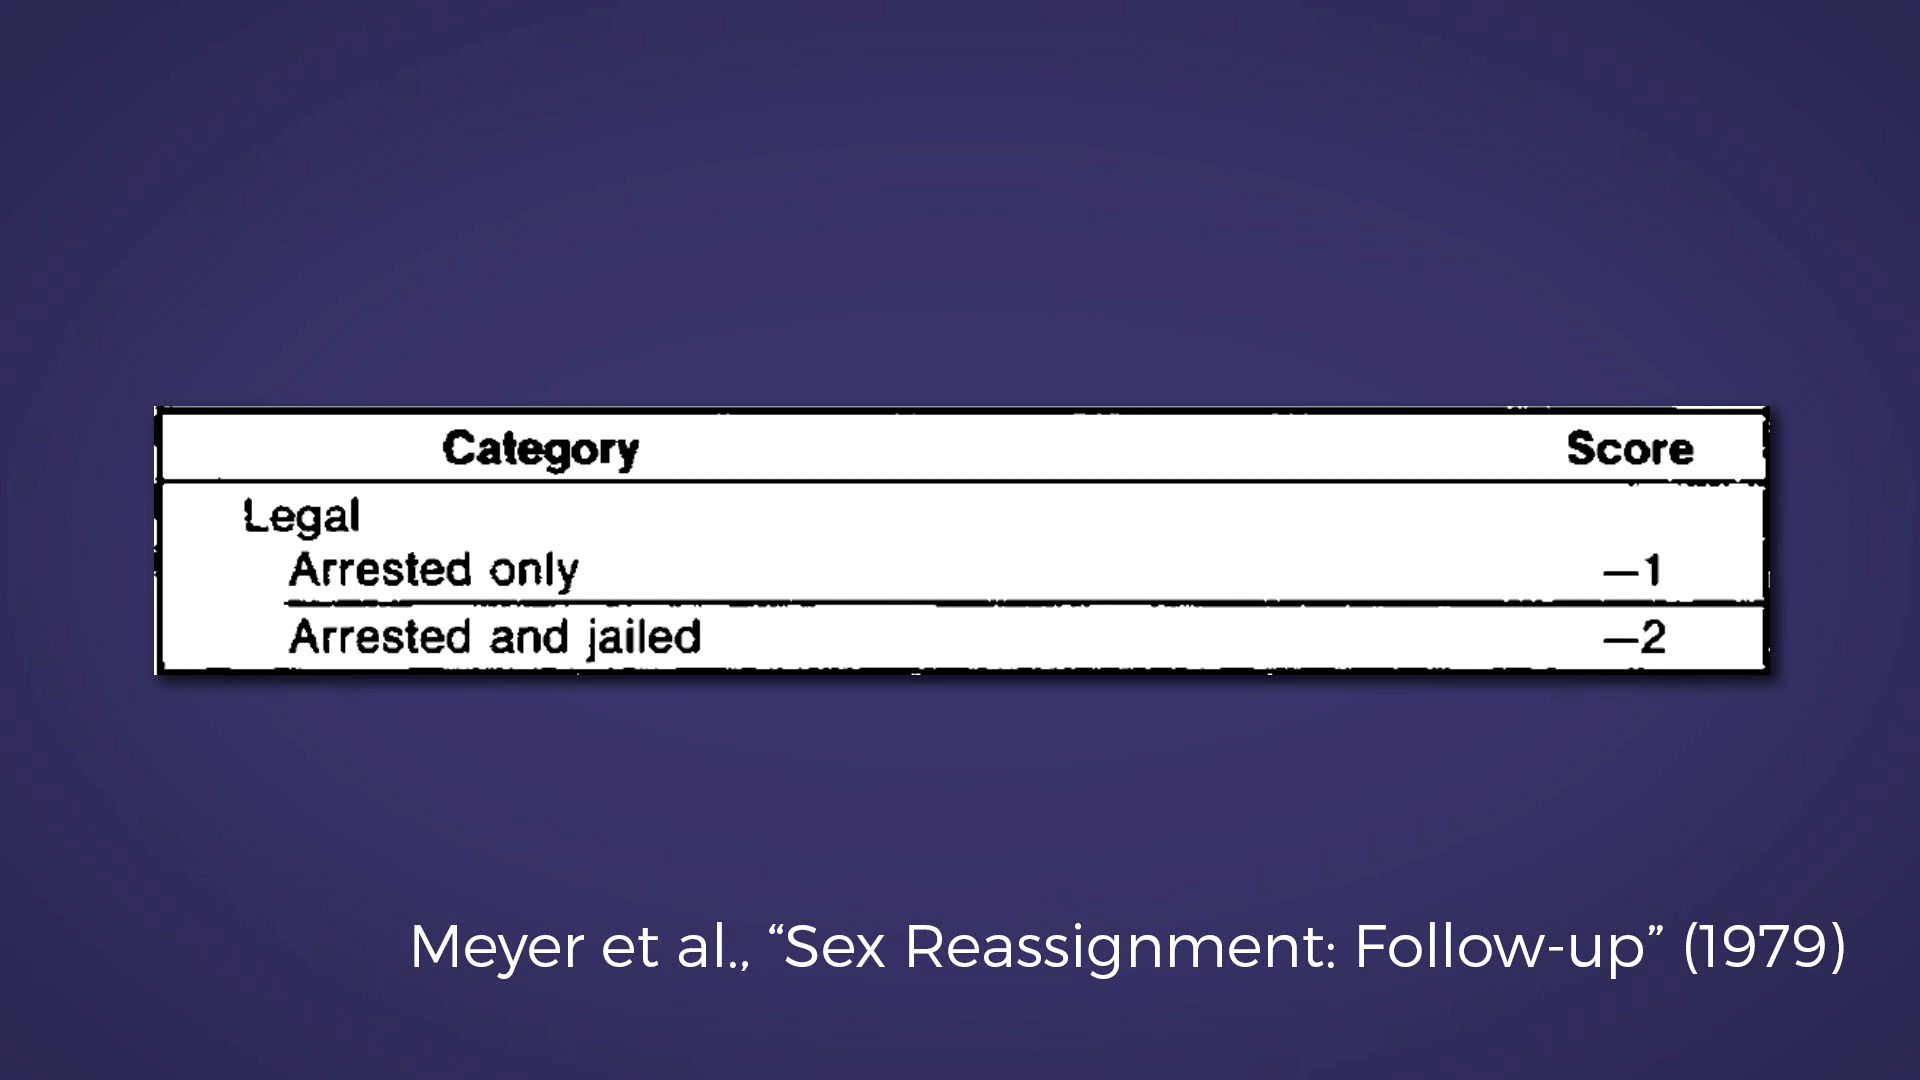 Category Score
Legal
Arrested only —1
Arrested and jailed —2
Meyer et al., “Sex Reassignment: Follow-up” (1979)